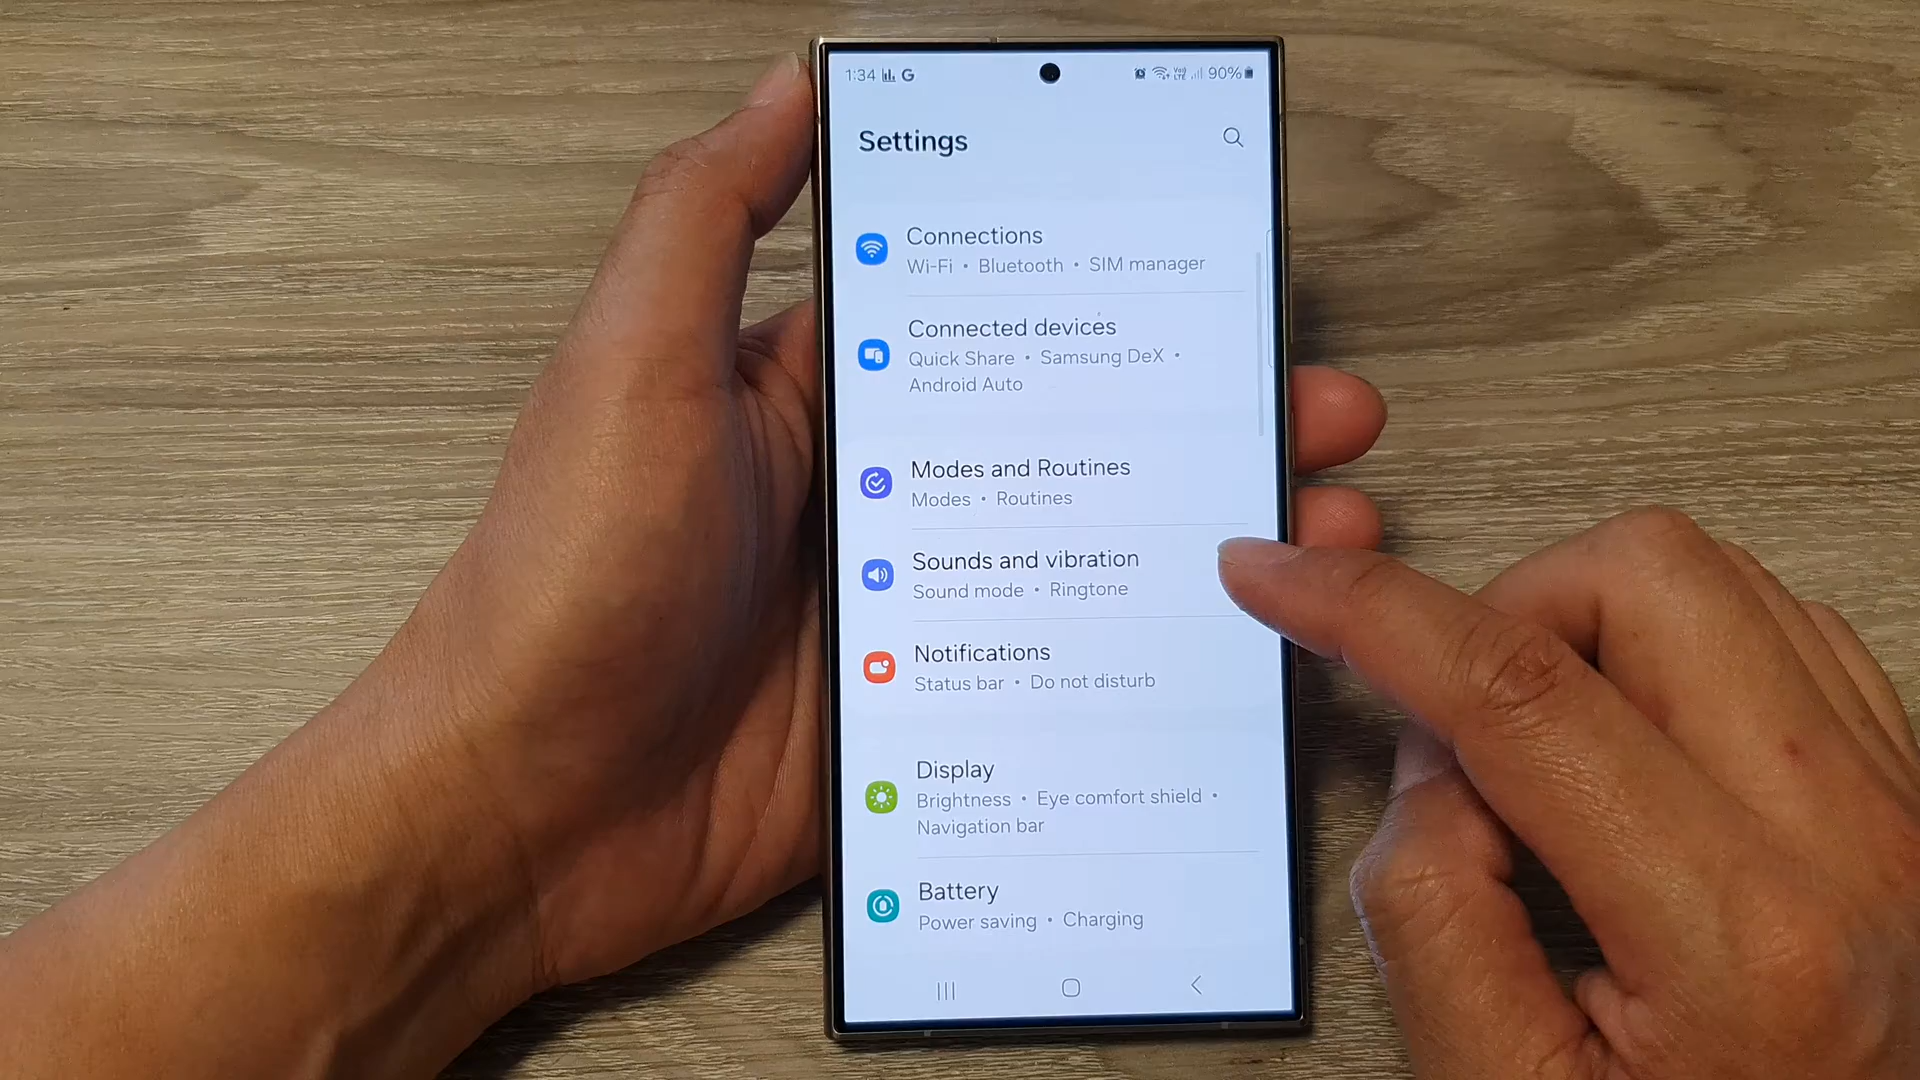 1:34 G VoLTE 90%
Settings
Connections
Wi-Fi • Bluetooth • SIM manager
Connected devices
Quick Share • Samsung DeX •
Android Auto
Modes and Routines
Modes • Routines
Sounds and vibration
Sound mode • Ringtone
Notifications
Status bar • Do not disturb
Display
Brightness • Eye comfort shield •
Navigation bar
Battery
Power saving • Charging